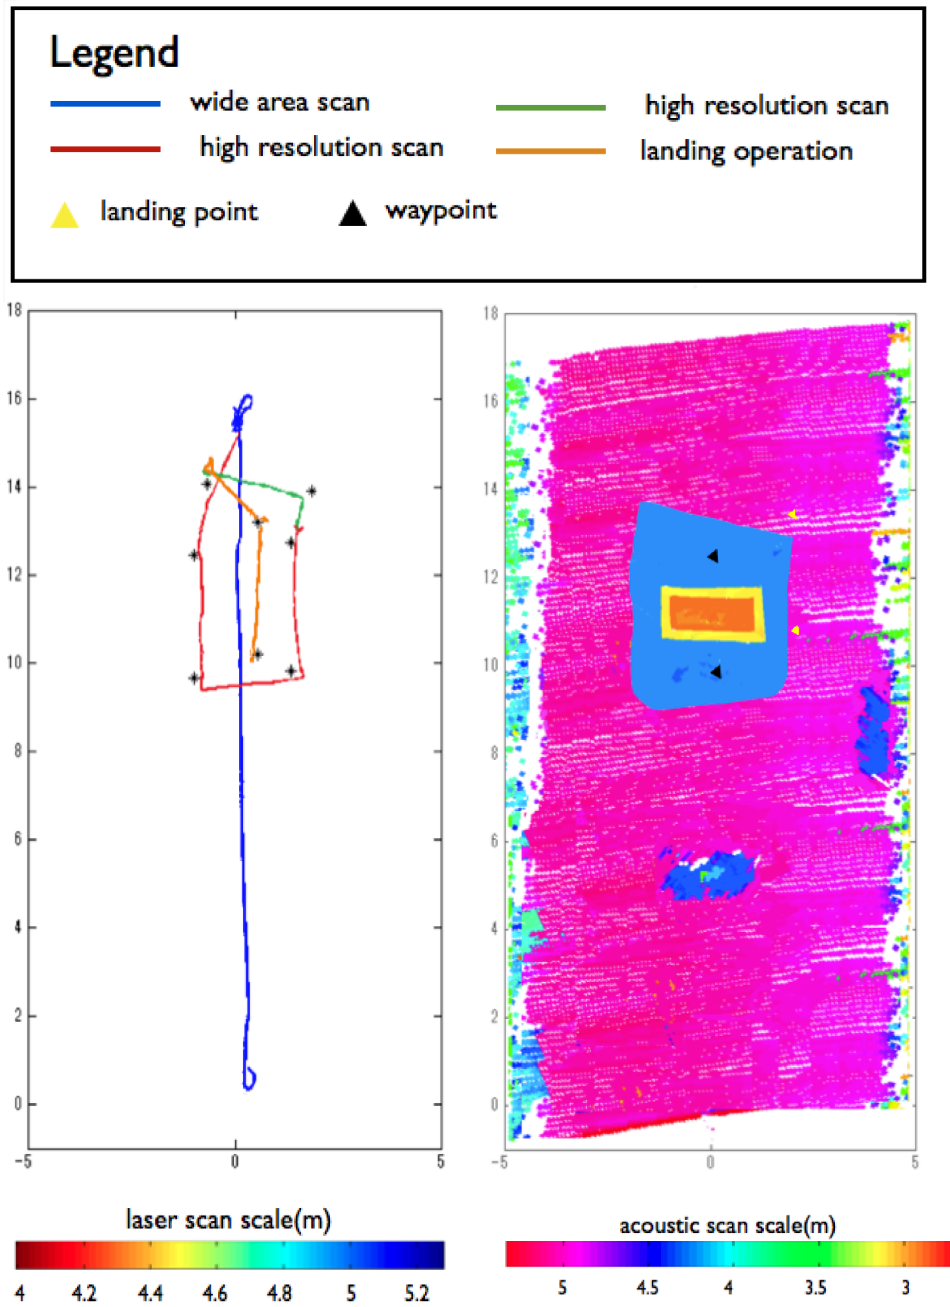 Legend
wide area scan
high resolution scan
high resolution scan
landing operation
landing point
waypoint
18
16
14
12
10
8
6
4
2
0
-5 0 5
18
16
14
12
10
8
6
4
2
0
-5 0 5
laser scan scale(m)
4 4.2 4.4 4.6 4.8 5 5.2
acoustic scan scale(m)
5 4.5 4 3.5 3